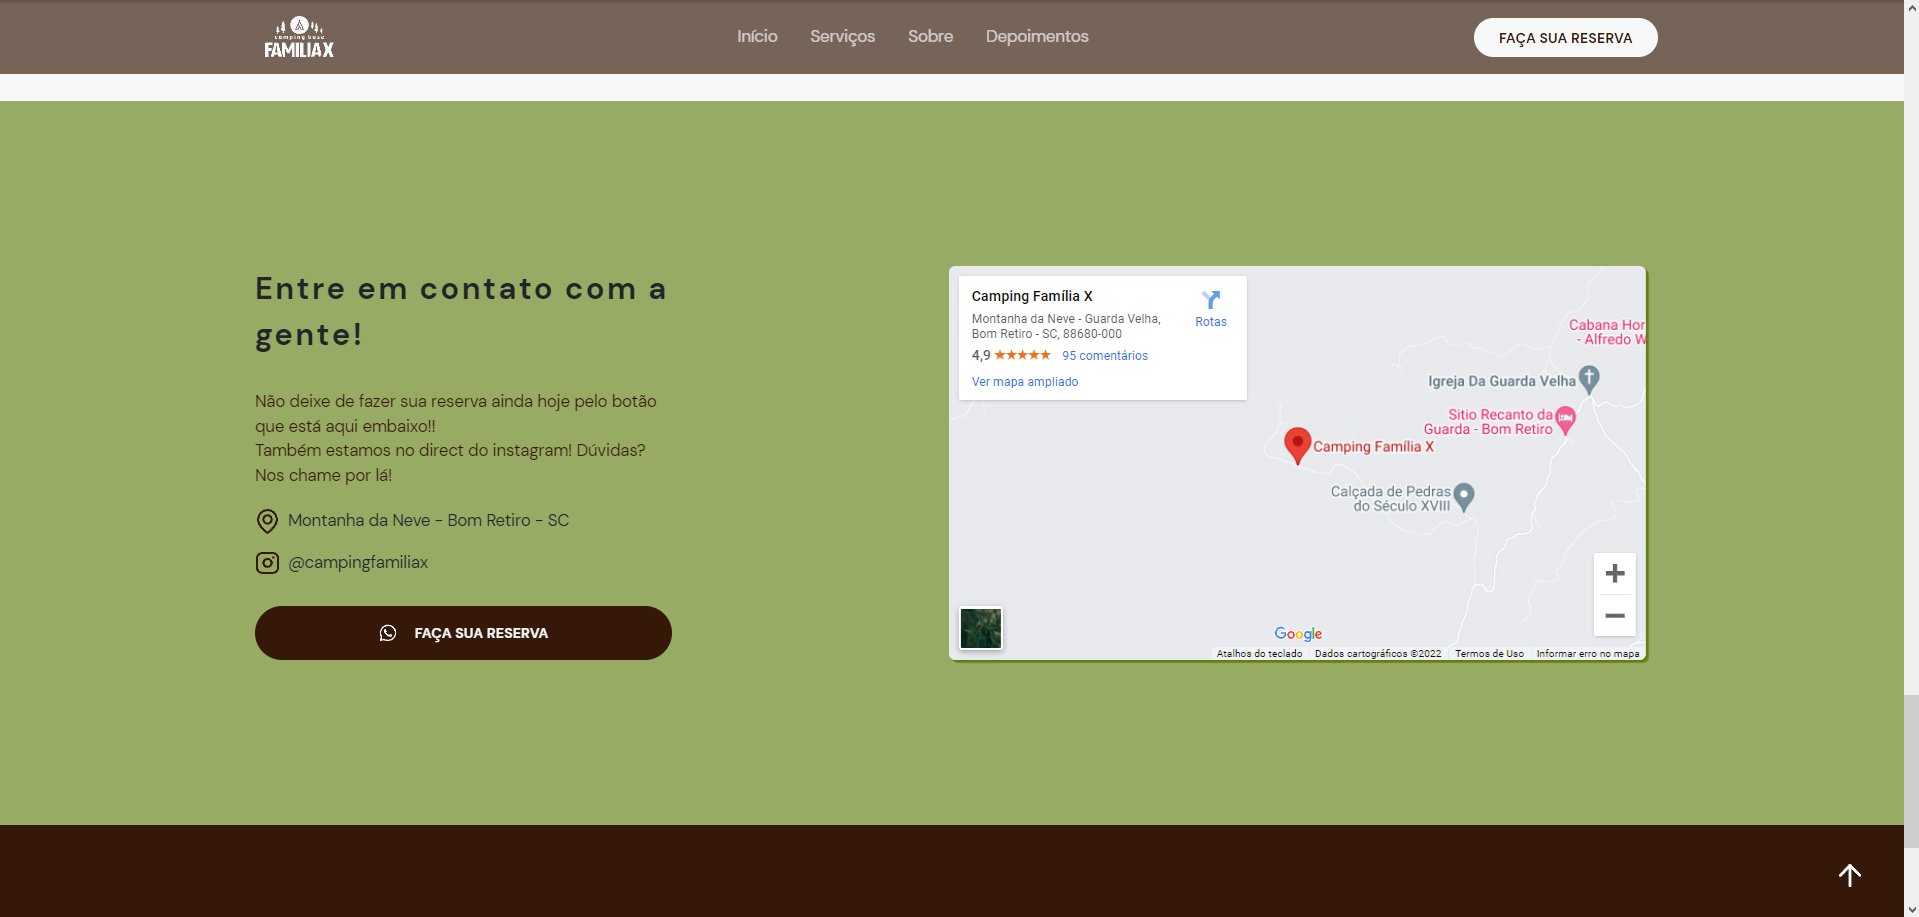 camping base
FAMILIA X
Início
Serviços
Sobre
Depoimentos
FAÇA SUA RESERVA
Entre em contato com a
gente!
Não deixe de fazer sua reserva ainda hoje pelo botão
que está aqui embaixo!!
Também estamos no direct do instagram! Dúvidas?
Nos chame por lá!
Montanha da Neve - Bom Retiro - SC
@campingfamiliax
FAÇA SUA RESERVA
Camping Família X
Montanha da Neve - Guarda Velha,
Bom Retiro - SC, 88680-000
4,9
95 comentários
Ver mapa ampliado
Rotas
Cabana Hor
- Alfredo W
Igreja Da Guarda Velha
Sitio Recanto da
Guarda - Bom Retiro
Camping Família X
Calçada de Pedras
do Século XVIII
Google
Atalhos do teclado
Dados cartográficos ©2022
Termos de Uso
Informar erro no mapa